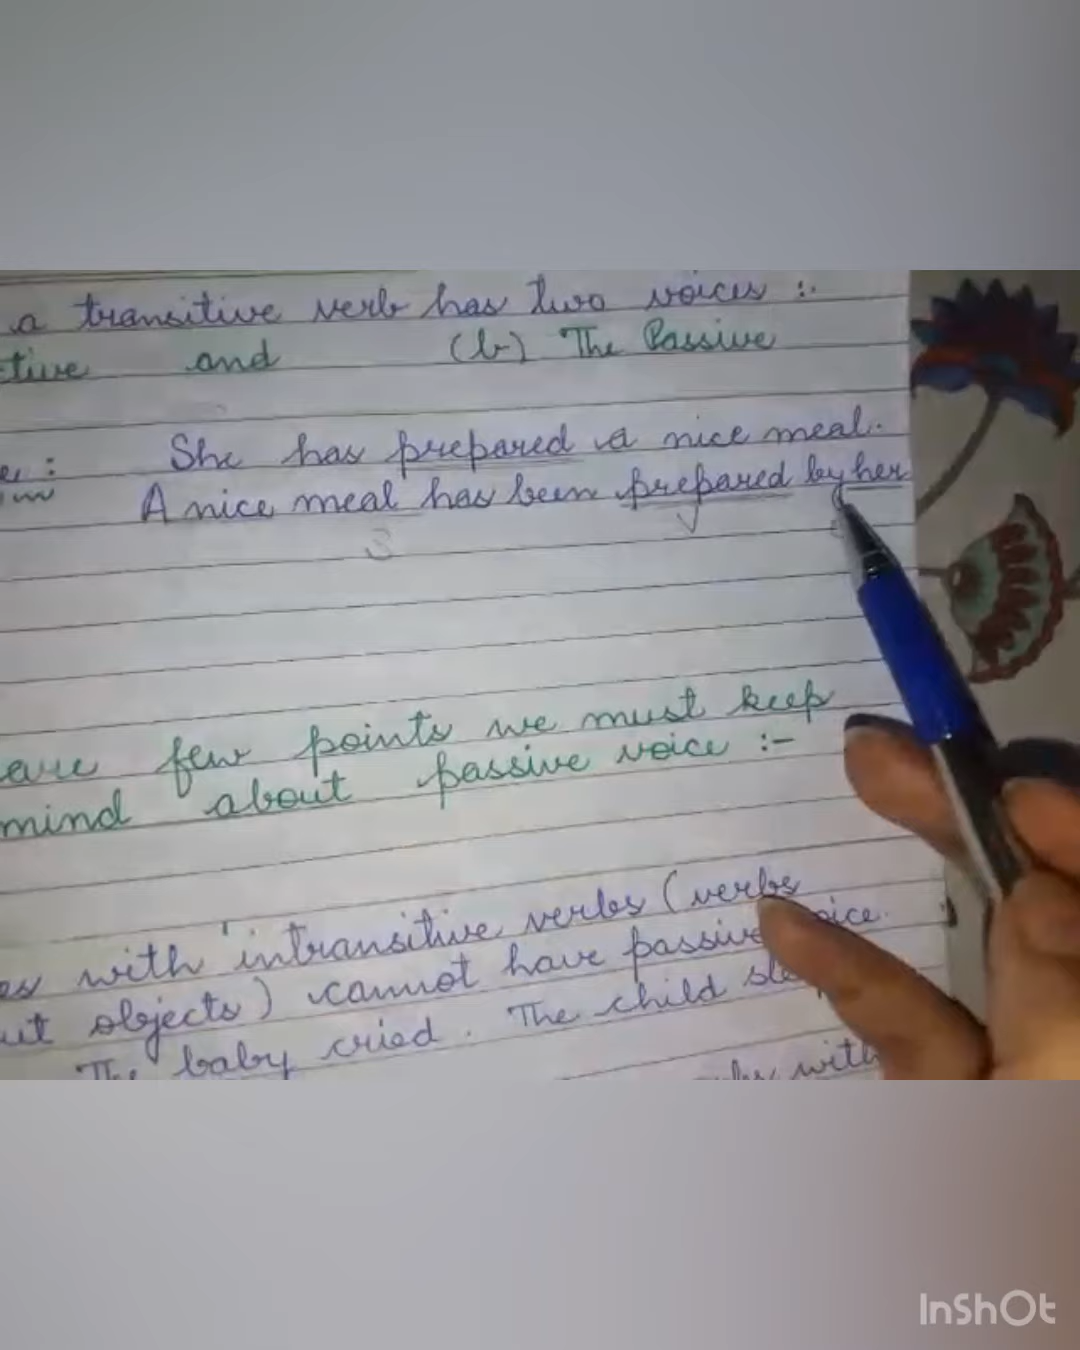 a transitive verb has two voices :-
tive and (b) The Passive
She has prepared a nice meal.
A nice meal has been prepared by her
S V
are few points we must keep
mind about passive voice :-
with intransitive verbs (verbs
objects) cannot have passive voice.
The baby cried. The child
with
InShOt